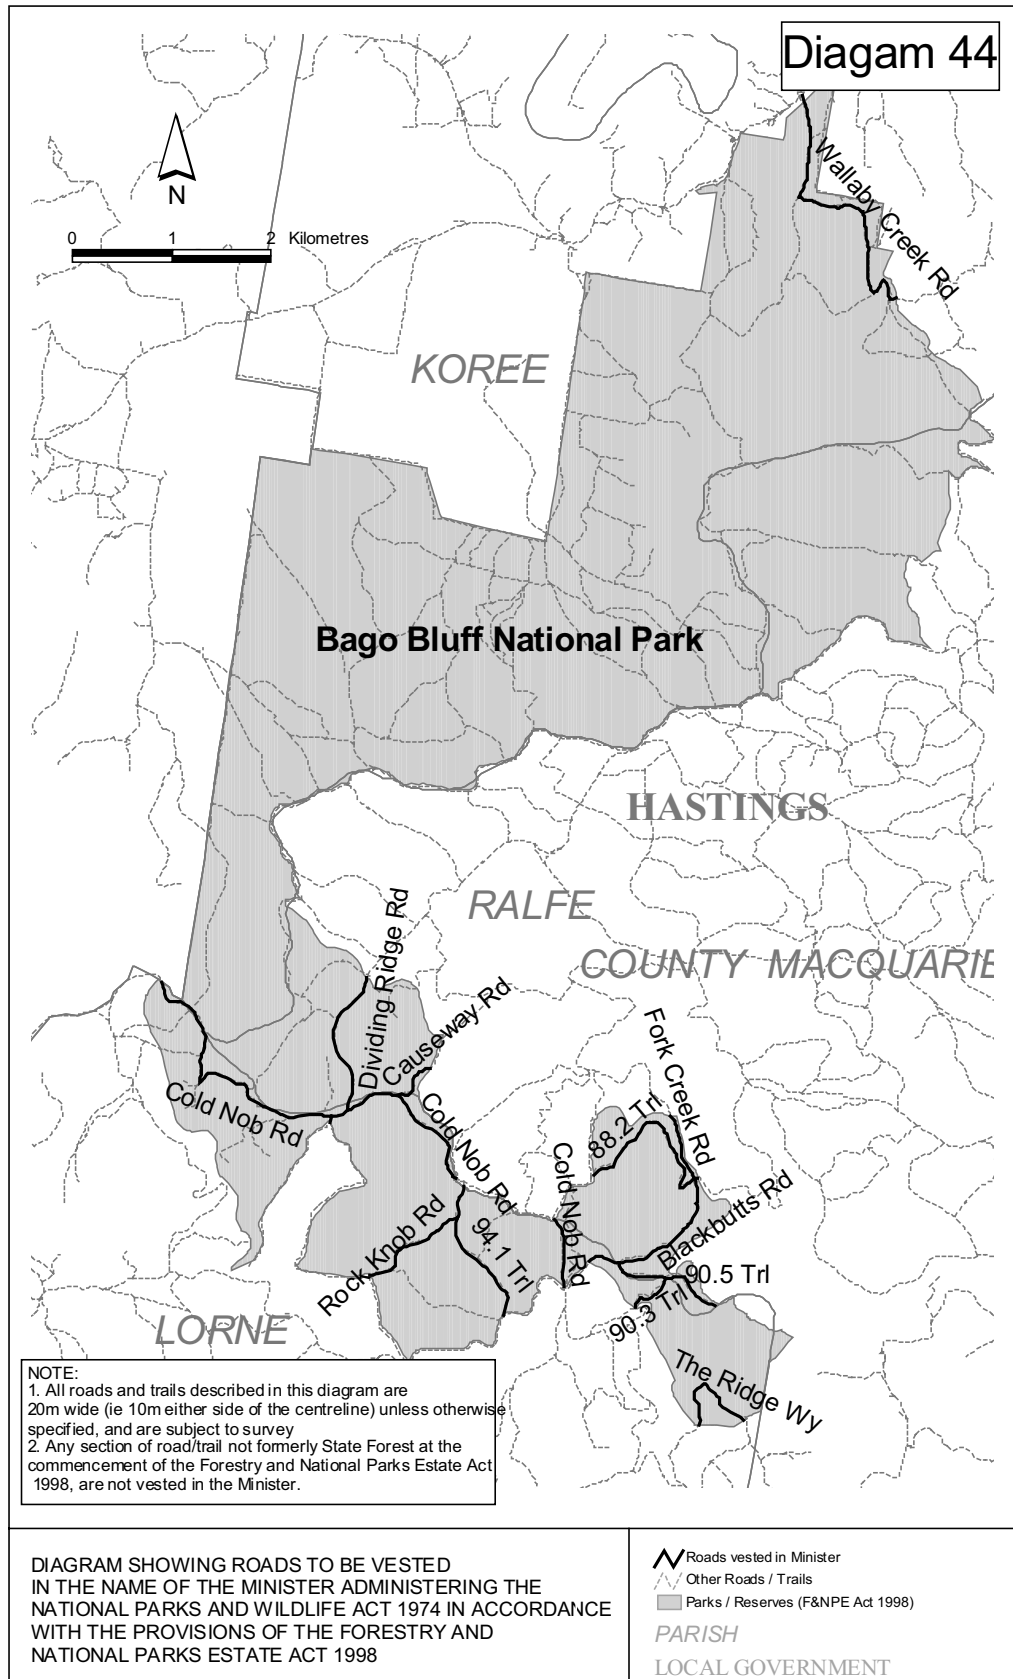 Diagam 44
Wallaby Creek Rd
N
0 1 2 Kilometres
KOREE
Bago Bluff National Park
HASTINGS
RALFE
COUNTY MACQUARIE
Dividing Ridge Rd
Causeway Rd
Fork Creek Rd
Cold Nob Rd
Cold Nob Rd
88.2 Trl
Cold Nob Rd
Blackbutts Rd
Rock Knob Rd
94.1 Trl
90.5 Trl
90.3 Trl
LORNE
The Ridge Wy
NOTE:
1. All roads and trails described in this diagram are
20m wide (ie 10m either side of the centreline) unless otherwise
specified, and are subject to survey
2. Any section of road/trail not formerly State Forest at the
commencement of the Forestry and National Parks Estate Act
1998, are not vested in the Minister.
DIAGRAM SHOWING ROADS TO BE VESTED
IN THE NAME OF THE MINISTER ADMINISTERING THE
NATIONAL PARKS AND WILDLIFE ACT 1974 IN ACCORDANCE
WITH THE PROVISIONS OF THE FORESTRY AND
NATIONAL PARKS ESTATE ACT 1998
Roads vested in Minister
Other Roads / Trails
Parks / Reserves (F&NPE Act 1998)
PARISH
LOCAL GOVERNMENT